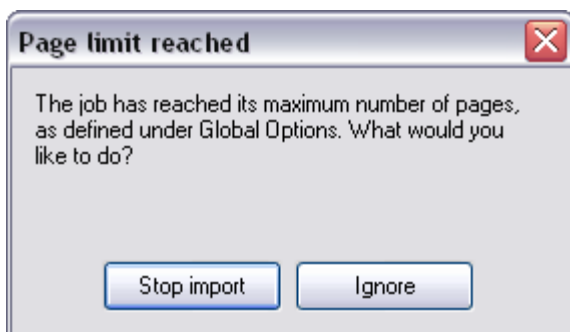 Page limit reached
The job has reached its maximum number of pages,
as defined under Global Options. What would you
like to do?
Stop import
Ignore